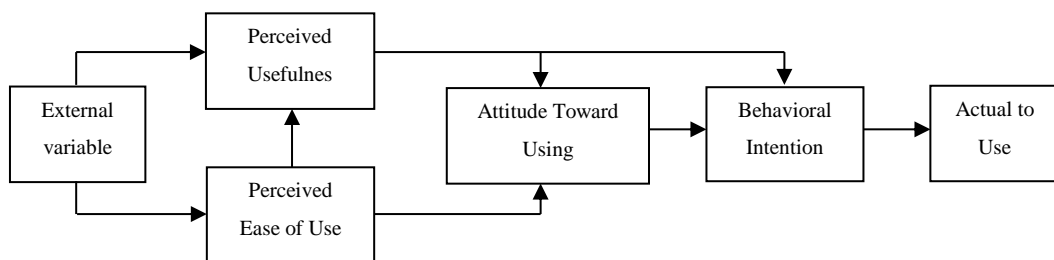 Perceived
Usefulnes
External
variable
Perceived
Ease of Use
Attitude Toward
Using
Behavioral
Intention
Actual to
Use